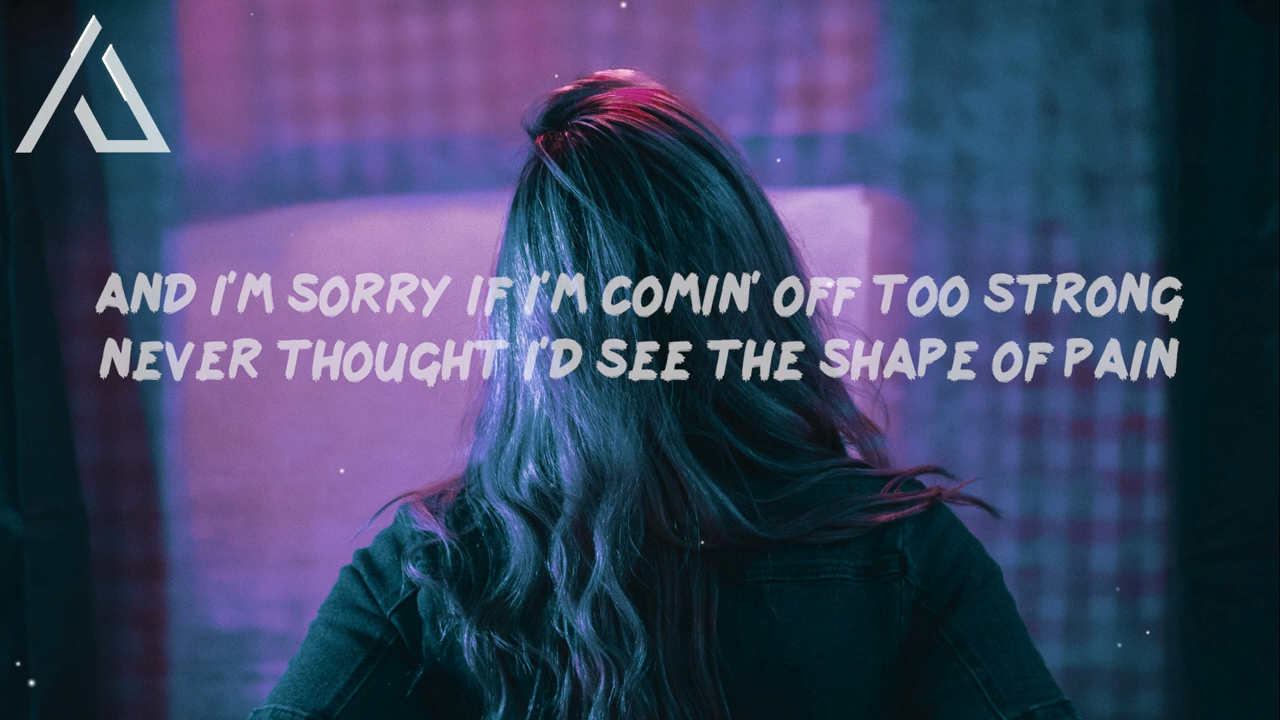 AND I'M SORRY IF I'M COMIN' OFF TOO STRONG
NEVER THOUGHT I'D SEE THE SHAPE OF PAIN